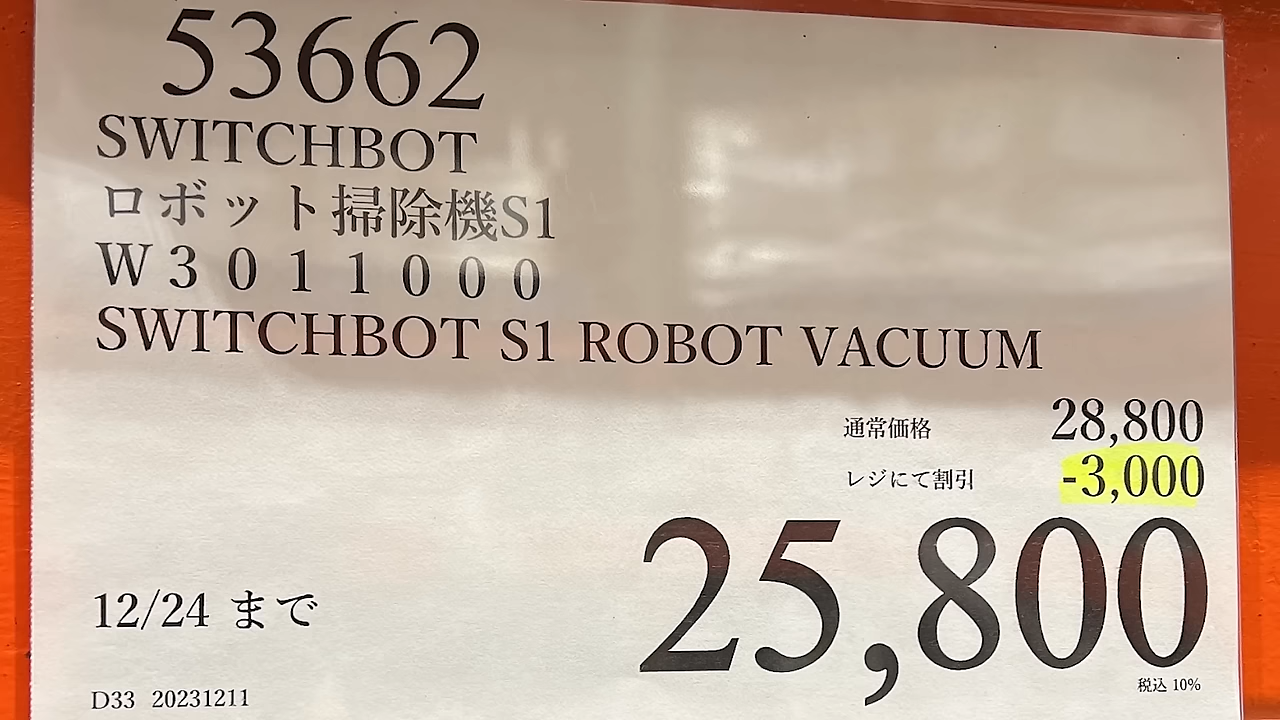 53662
SWITCHBOT
ロボット掃除機S1
W3011000
SWITCHBOT S1 ROBOT VACUUM
通常価格 28,800
レジにて割引 -3,000
25,800
12/24 まで
税込 10%
D33 20231211